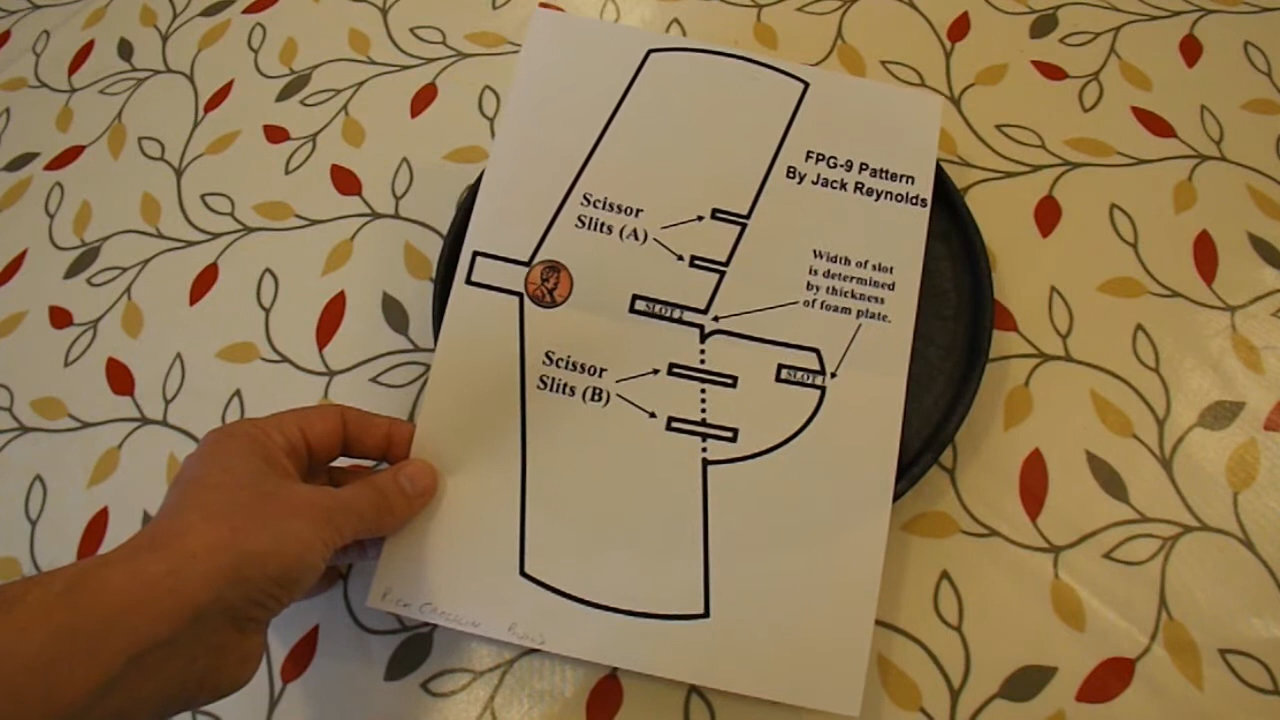 FPG-9 Pattern
By Jack Reynolds
Scissor
Slits (A)
Width of slot
is determined
by thickness
of foam plate.
SLOT 2
Scissor
Slits (B)
SLOT 1